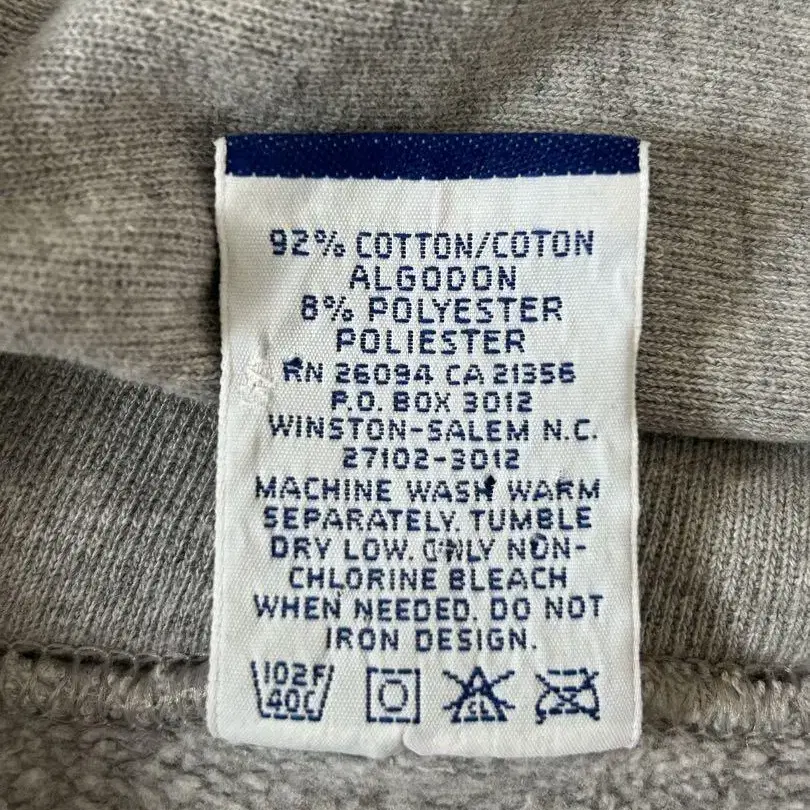 92% COTTON/COTON
ALGODON
8% POLYESTER
POLIESTER
RN 26094 CA 21356
P.O. BOX 3012
WINSTON-SALEM N.C.
27102-3012
MACHINE WASH WARM
SEPARATELY. TUMBLE
DRY LOW. ONLY NON-
CHLORINE BLEACH
WHEN NEEDED. DO NOT
IRON DESIGN.
102F
40C
CL